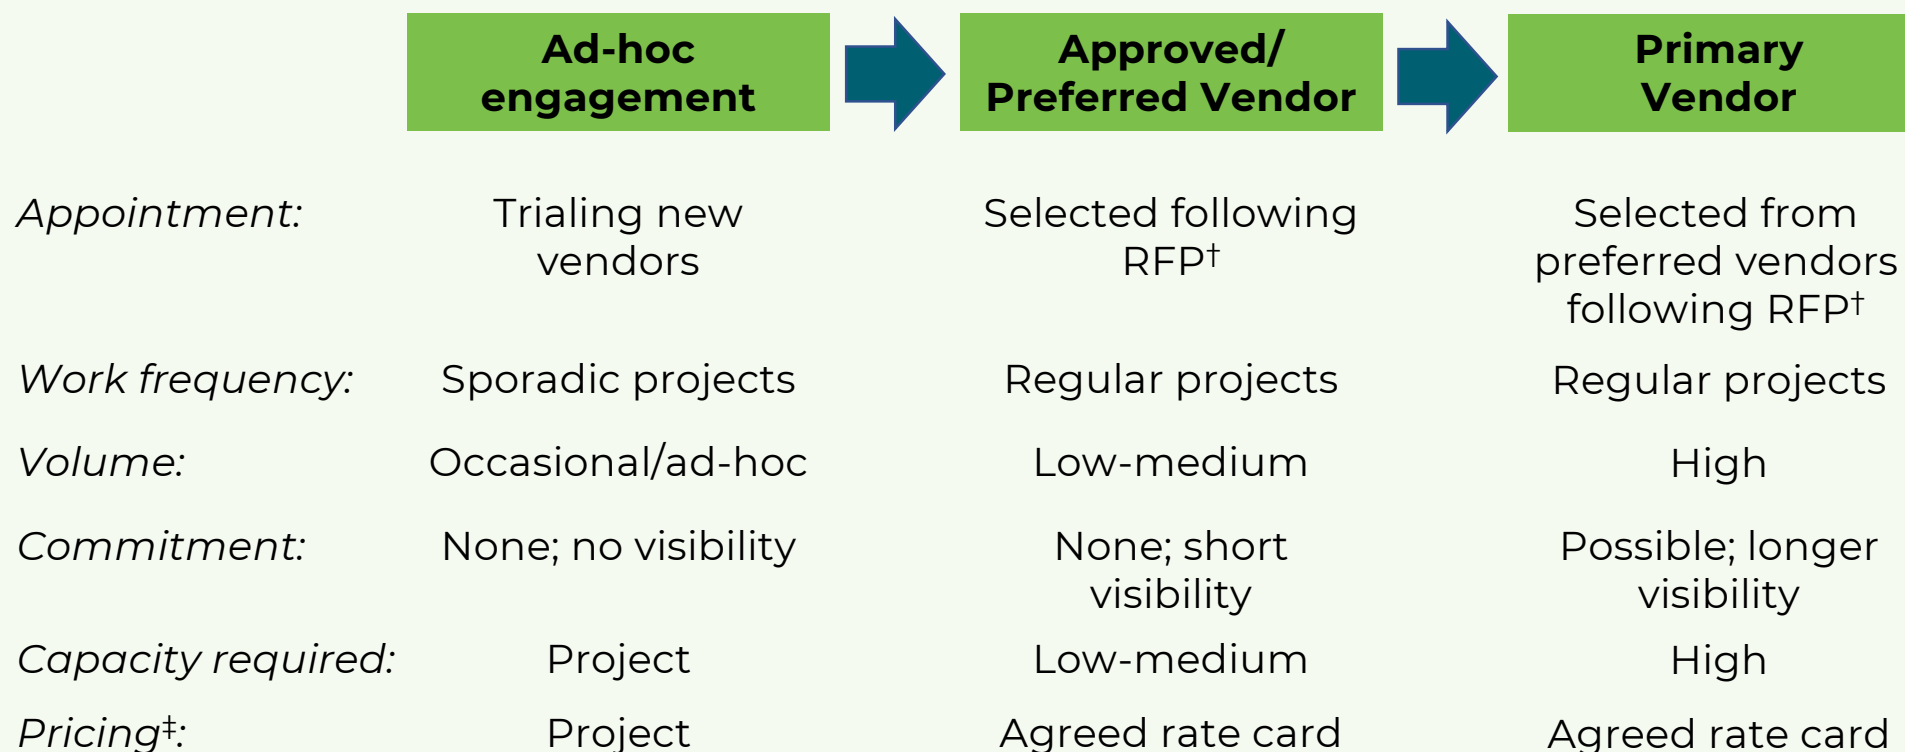 Ad-hoc
engagement
Approved/
Preferred Vendor
Primary
Vendor
Appointment:
Trialing new
vendors
Selected following
RFP†
Selected from
preferred vendors
following RFP†
Work frequency:
Sporadic projects
Regular projects
Regular projects
Volume:
Occasional/ad-hoc
Low-medium
High
Commitment:
None; no visibility
None; short
visibility
Possible; longer
visibility
Capacity required:
Project
Low-medium
High
Pricing‡:
Project
Agreed rate card
Agreed rate card